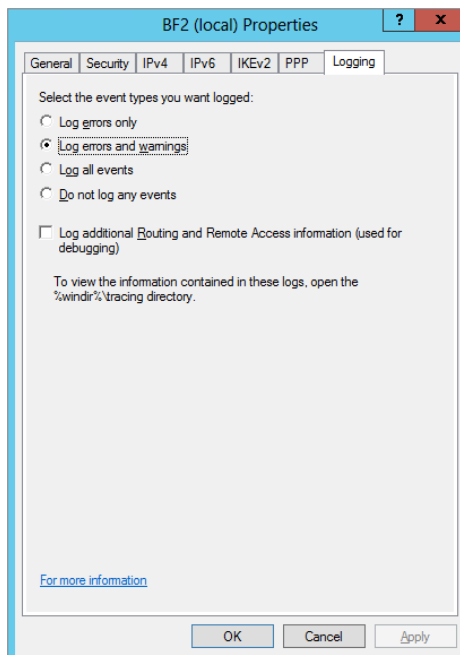 BF2 (local) Properties
?
x
General Security IPv4 IPv6 IKEv2 PPP Logging
Select the event types you want logged:
Log errors only
Log errors and warnings
Log all events
Do not log any events
Log additional Routing and Remote Access information (used for
debugging)
To view the information contained in these logs, open the
%windir%\tracing directory.
For more information
OK Cancel Apply